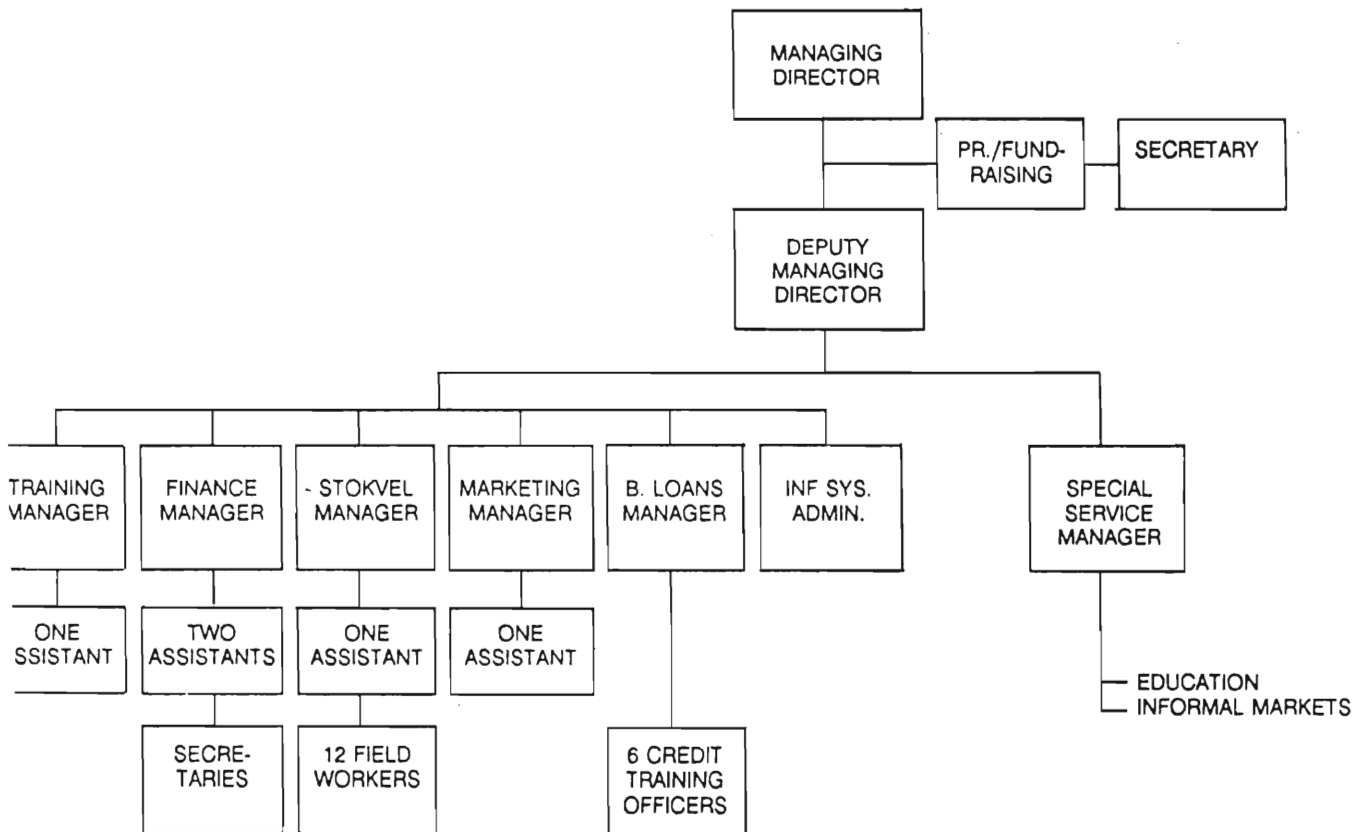 MANAGING
DIRECTOR
PR./FUND-
RAISING
SECRETARY
DEPUTY
MANAGING
DIRECTOR
TRAINING
MANAGER
FINANCE
MANAGER
STOKVEL
MANAGER
MARKETING
MANAGER
B. LOANS
MANAGER
INF SYS.
ADMIN.
SPECIAL
SERVICE
MANAGER
ONE
SSISTANT
TWO
ASSISTANTS
ONE
ASSISTANT
ONE
ASSISTANT
EDUCATION
INFORMAL MARKETS
SECRE-
TARIES
12 FIELD
WORKERS
6 CREDIT
TRAINING
OFFICERS